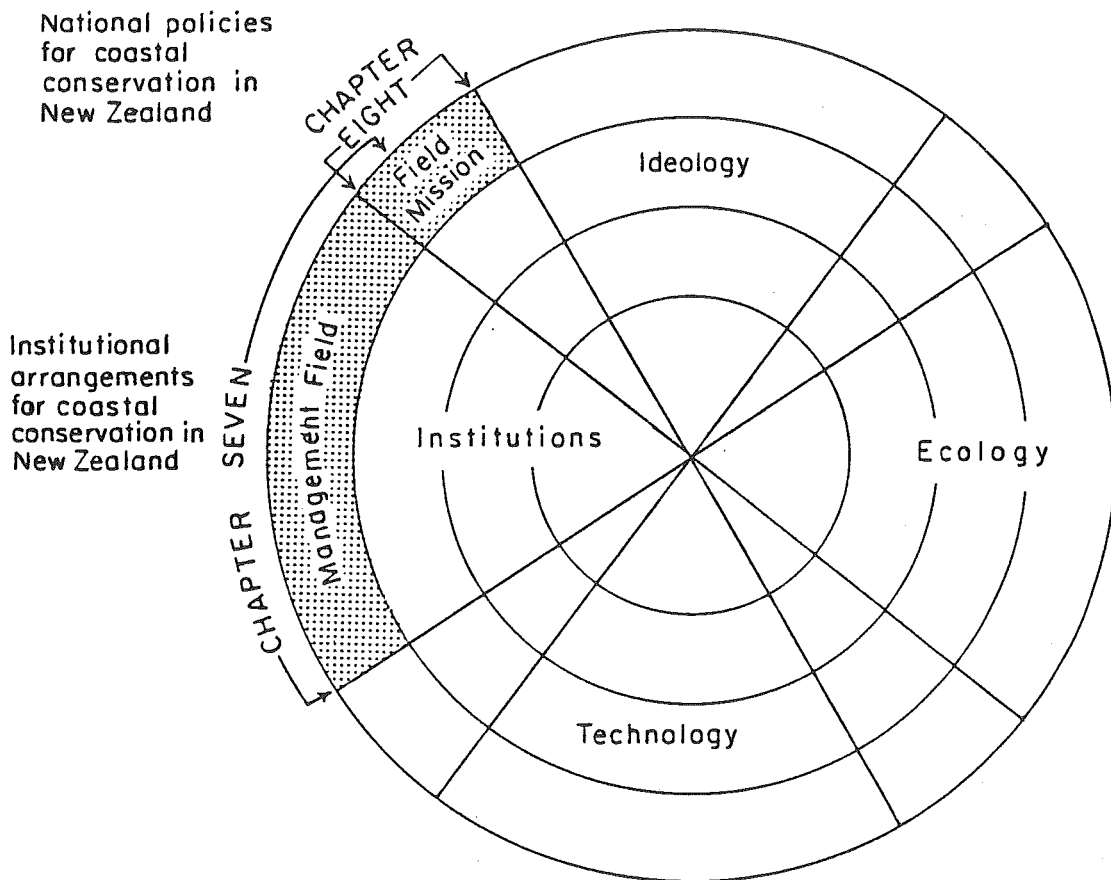 National policies
for coastal
conservation in
New Zealand
CHAPTER
EIGHT
Field
Mission
Ideology
Institutional
arrangements
for coastal
conservation in
New Zealand
CHAPTER SEVEN
Management Field
Institutions
Ecology
Technology